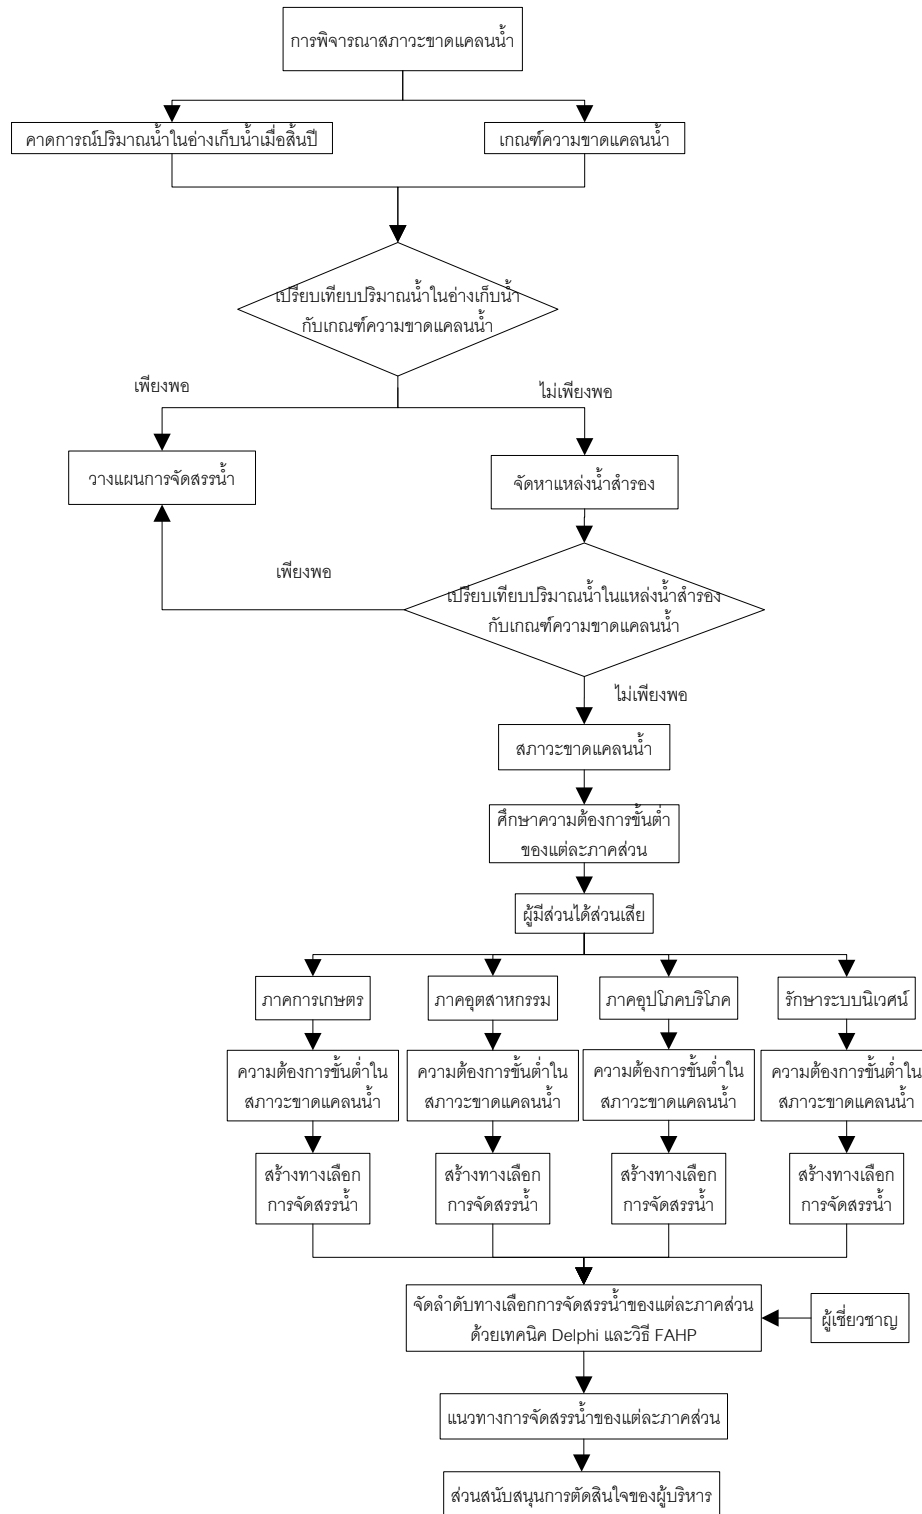 การพิจารณาสภาวะขาดแคลนน้ำ
คาดการณ์ปริมาณน้ำในอ่างเก็บน้ำเมื่อสิ้นปี
เกณฑ์ความขาดแคลนน้ำ
เปรียบเทียบปริมาณน้ำในอ่างเก็บน้ำ
กับเกณฑ์ความขาดแคลนน้ำ
เพียงพอ
ไม่เพียงพอ
วางแผนการจัดสรรน้ำ
จัดหาแหล่งน้ำสำรอง
เพียงพอ
เปรียบเทียบปริมาณน้ำในแหล่งน้ำสำรอง
กับเกณฑ์ความขาดแคลนน้ำ
ไม่เพียงพอ
สภาวะขาดแคลนน้ำ
ศึกษาความต้องการขั้นต่ำ
ของแต่ละภาคส่วน
ผู้มีส่วนได้ส่วนเสีย
ภาคการเกษตร
ภาคอุตสาหกรรม
ภาคอุปโภคบริโภค
รักษาระบบนิเวศน์
ความต้องการขั้นต่ำใน
สภาวะขาดแคลนน้ำ
ความต้องการขั้นต่ำใน
สภาวะขาดแคลนน้ำ
ความต้องการขั้นต่ำใน
สภาวะขาดแคลนน้ำ
ความต้องการขั้นต่ำใน
สภาวะขาดแคลนน้ำ
สร้างทางเลือก
การจัดสรรน้ำ
สร้างทางเลือก
การจัดสรรน้ำ
สร้างทางเลือก
การจัดสรรน้ำ
สร้างทางเลือก
การจัดสรรน้ำ
จัดลำดับทางเลือกการจัดสรรน้ำของแต่ละภาคส่วน
ด้วยเทคนิค Delphi และวิธี FAHP
ผู้เชี่ยวชาญ
แนวทางการจัดสรรน้ำของแต่ละภาคส่วน
ส่วนสนับสนุนการตัดสินใจของผู้บริหาร